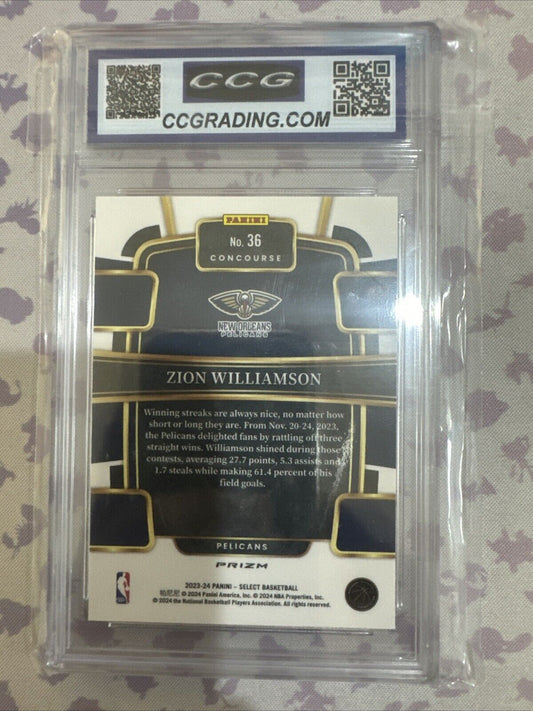 CCG
CCGRADING.COM
PANINI
No. 36
CONCOURSE
NEW ORLEANS
PELICANS
ZION WILLIAMSON
Winning streaks are always nice, no matter how
short or long they are. From Nov. 20-24, 2023,
the Pelicans delighted fans by rattling off three
straight wins. Williamson shined during those
contests, averaging 27.7 points, 5.3 assists and
1.7 steals while making 61.4 percent of his
field goals.
PELICANS
PRIZM
2023-24 PANINI – SELECT BASKETBALL
帕尼尼 © 2024 Panini America, Inc. © 2024 NBA Properties, Inc.
© 2024 the National Basketball Players Association. All rights reserved.